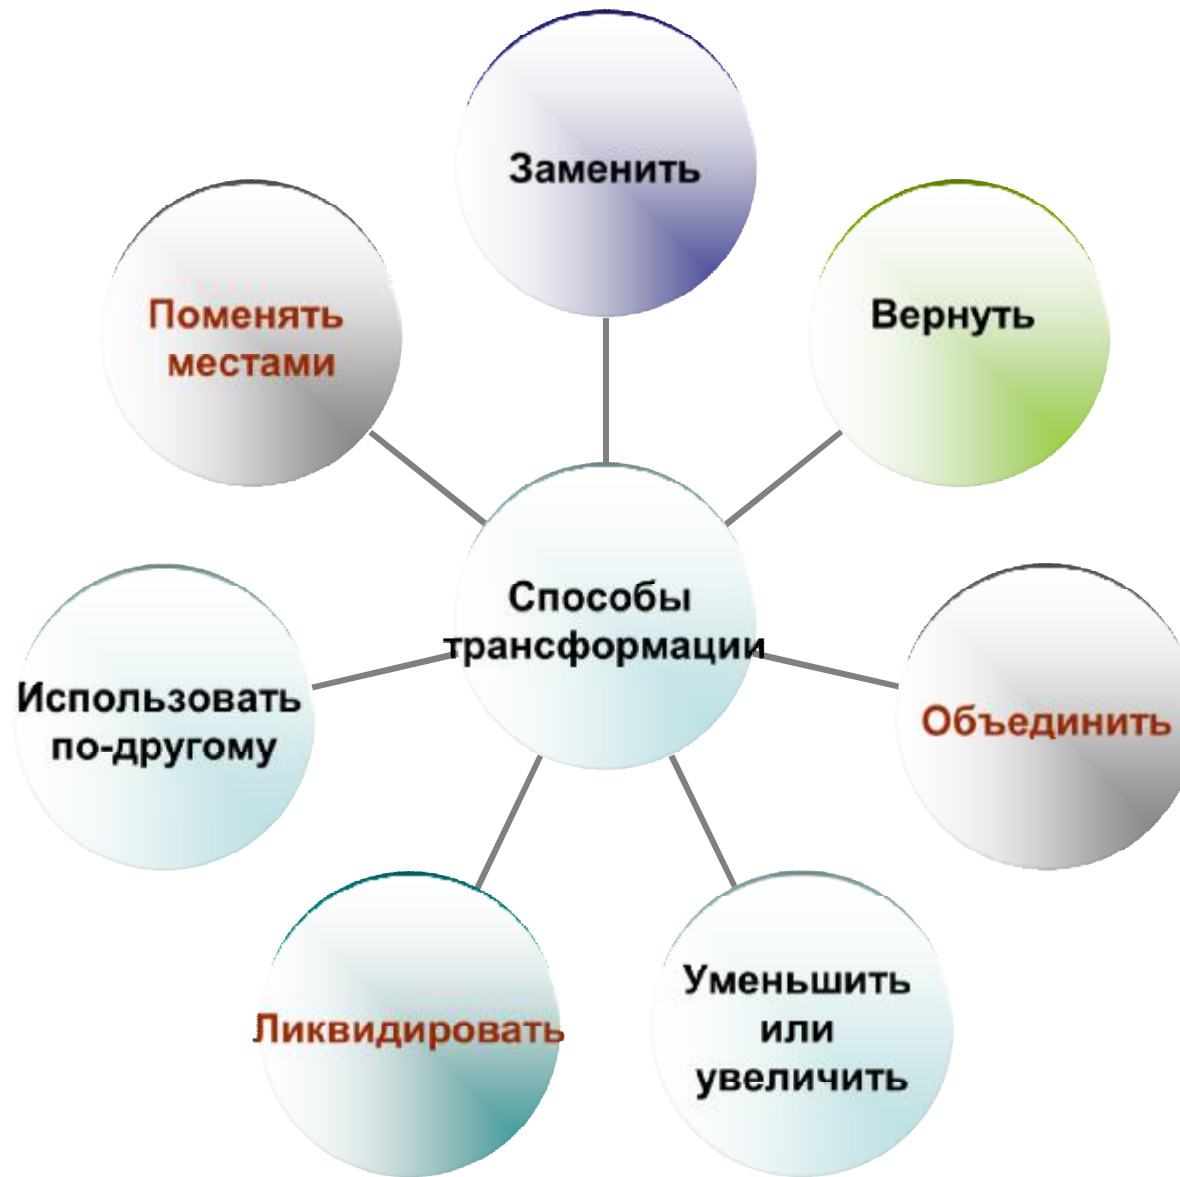 Заменить
Поменять
местами
Вернуть
Способы
трансформации
Использовать
по-другому
Объединить
Ликвидировать
Уменьшить
или
увеличить